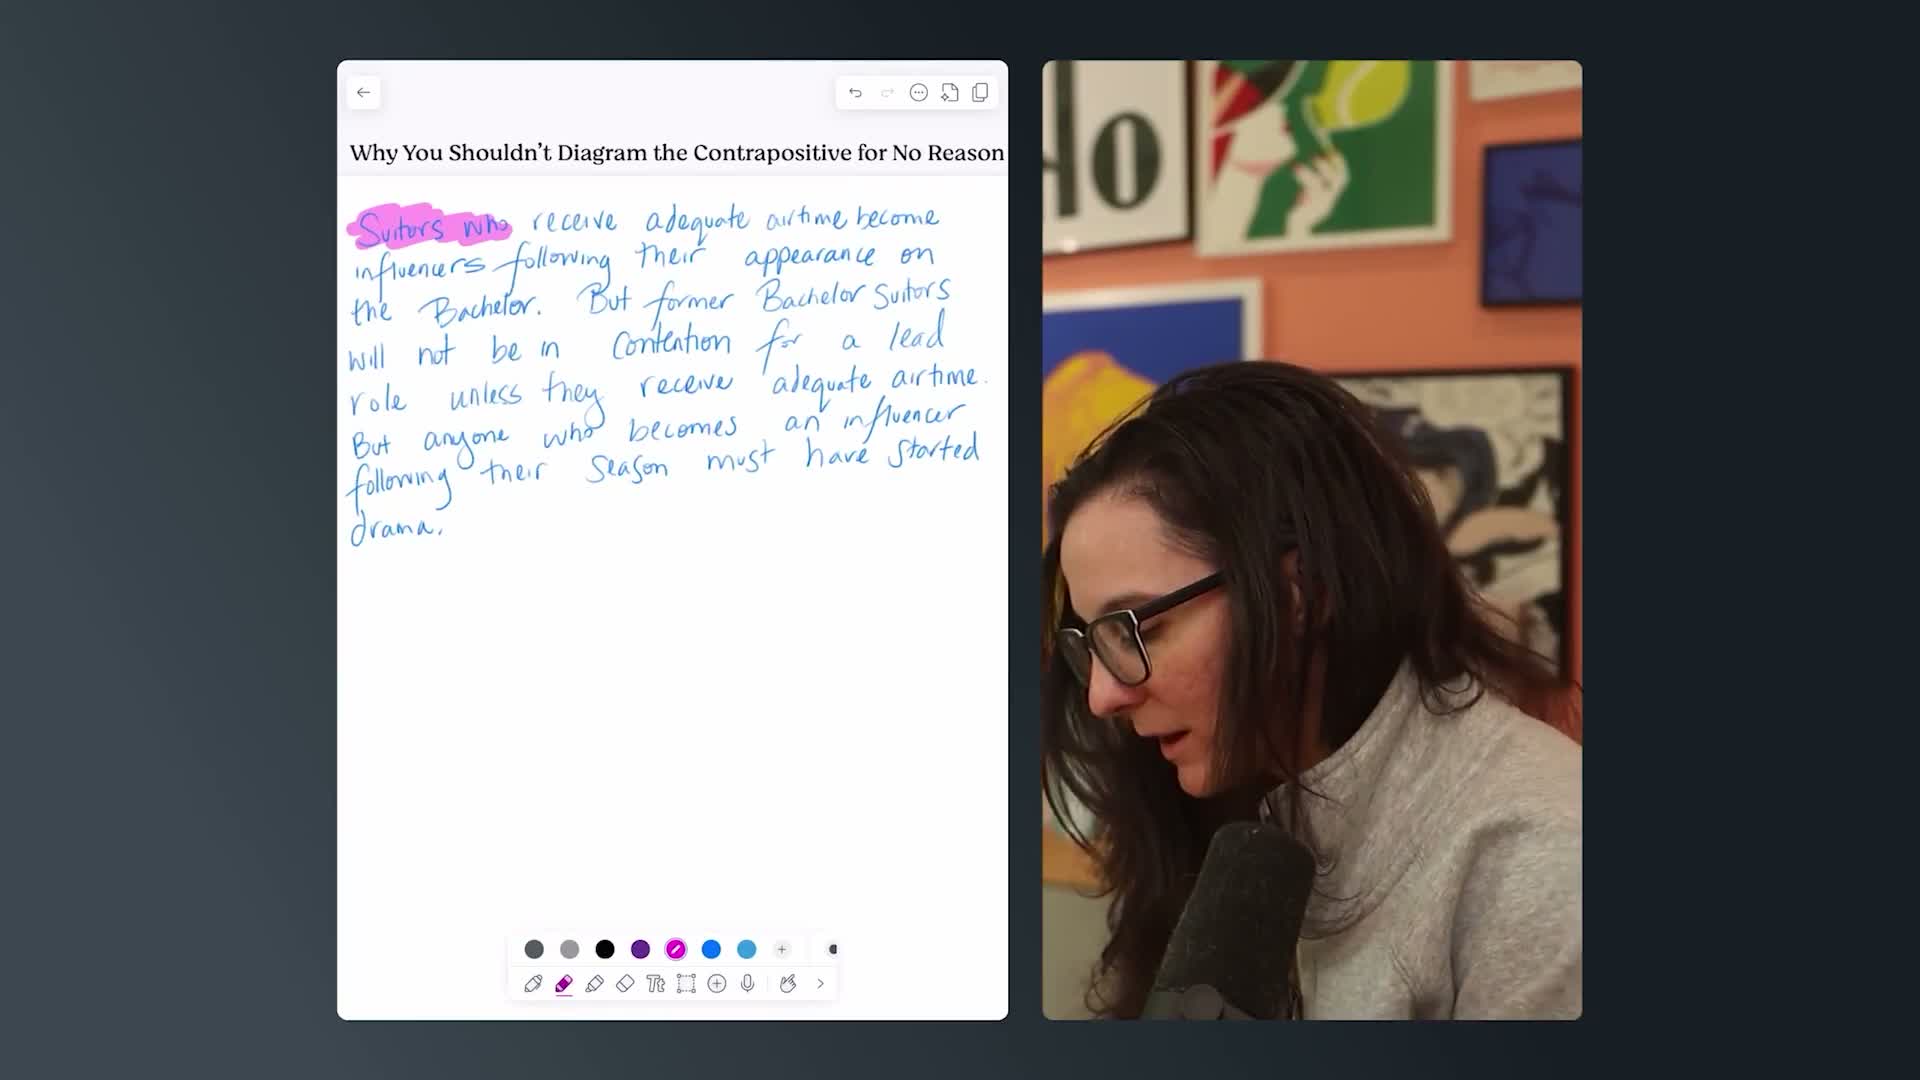 Why You Shouldn't Diagram the Contrapositive for No Reason
Suitors who receive adequate airtime become
influencers following their appearance on
the Bachelor. But former Bachelor Suitors
will not be in contention for a lead
role unless they receive adequate airtime.
But anyone who becomes an influencer
following their season must have started
drama.
Tt